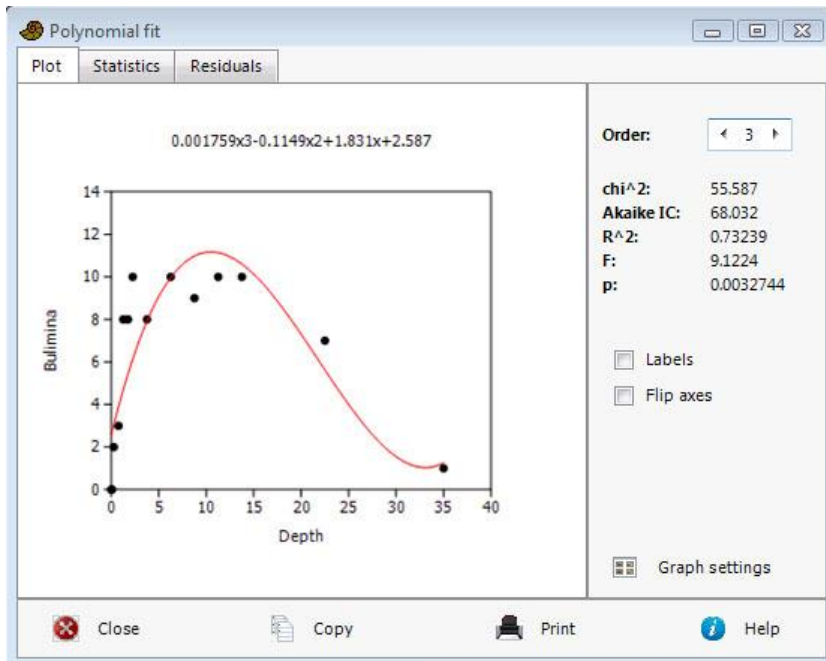 Polynomial fit
Plot Statistics Residuals
0.001759x3-0.1149x2+1.831x+2.587
14
12
10
8
6
4
2
0
Bulimina
0 5 10 15 20 25 30 35 40
Depth
Order: 3
chi^2: 55.587
Akaike IC: 68.032
R^2: 0.73239
F: 9.1224
p: 0.0032744
Labels
Flip axes
Graph settings
Close Copy Print Help